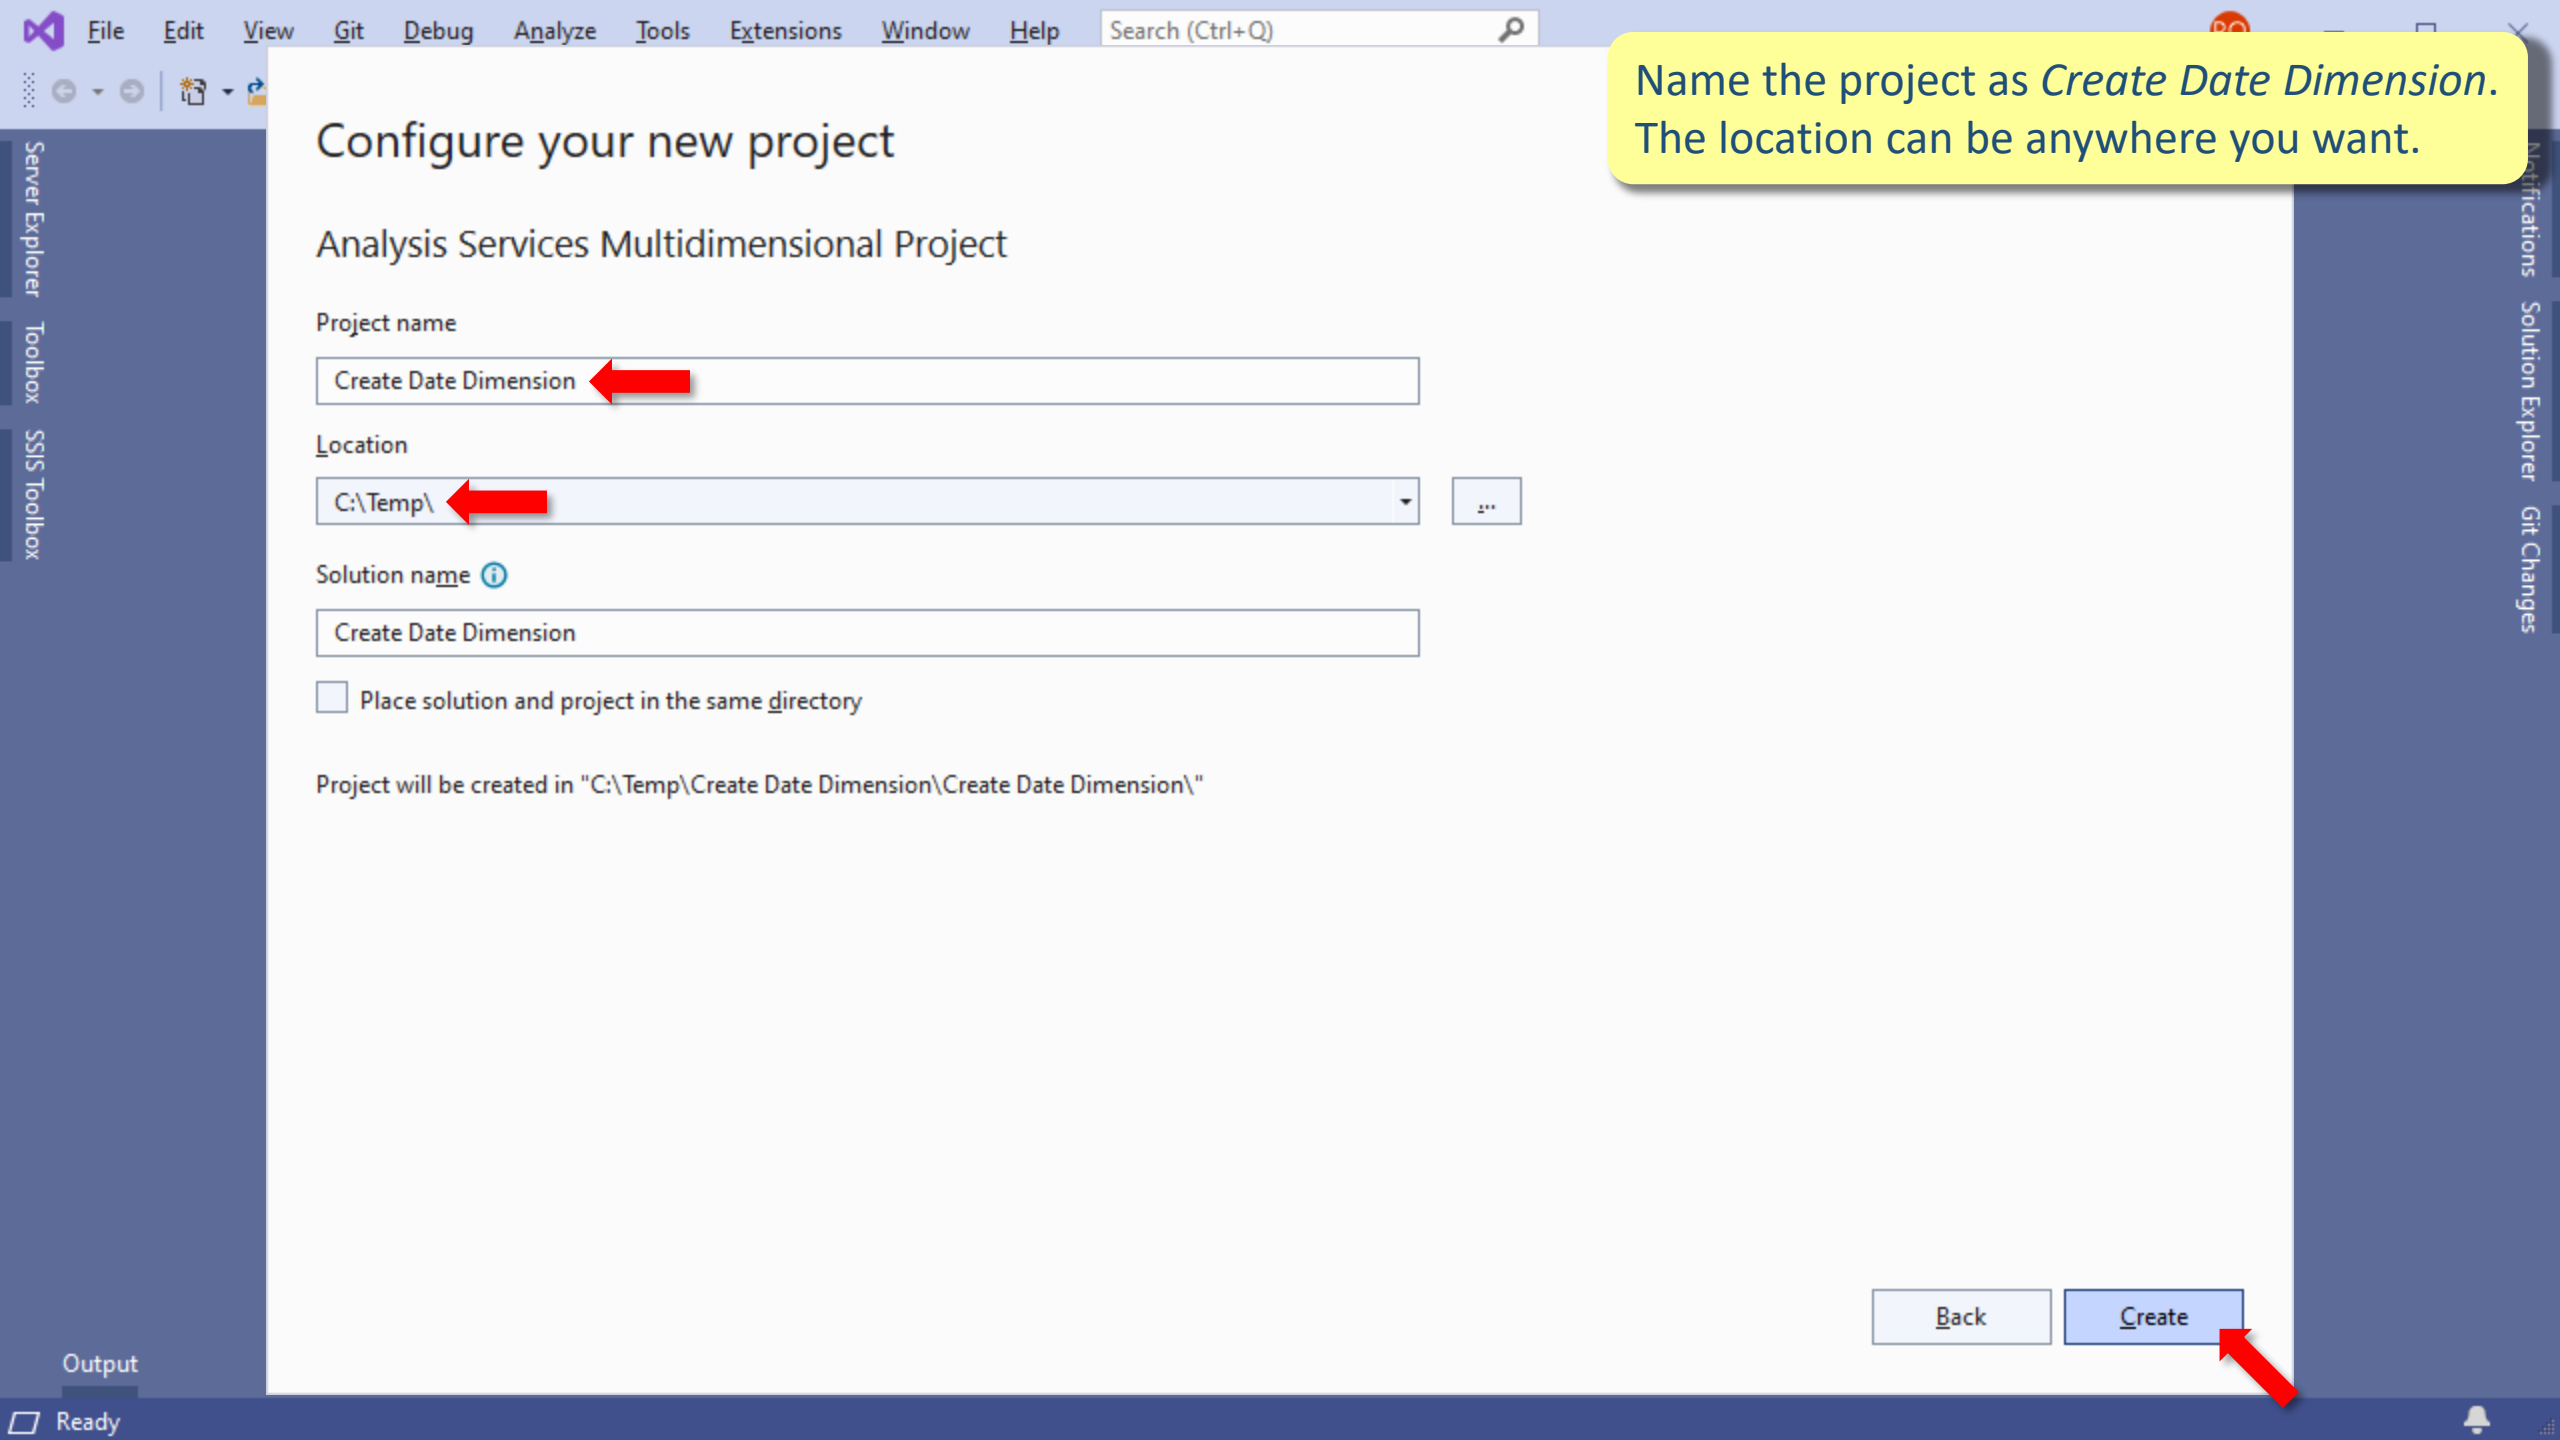 File Edit View Git Debug Analyze Tools Extensions Window Help Search (Ctrl+Q)
Name the project as Create Date Dimension.
The location can be anywhere you want.
Server Explorer Toolbox SSIS Toolbox
Configure your new project
Analysis Services Multidimensional Project
Project name
Create Date Dimension
Location
C:\Temp\
...
Solution name
Create Date Dimension
Place solution and project in the same directory
Project will be created in "C:\Temp\Create Date Dimension\Create Date Dimension\"
Back Create
Notifications Solution Explorer Git Changes
Output
Ready